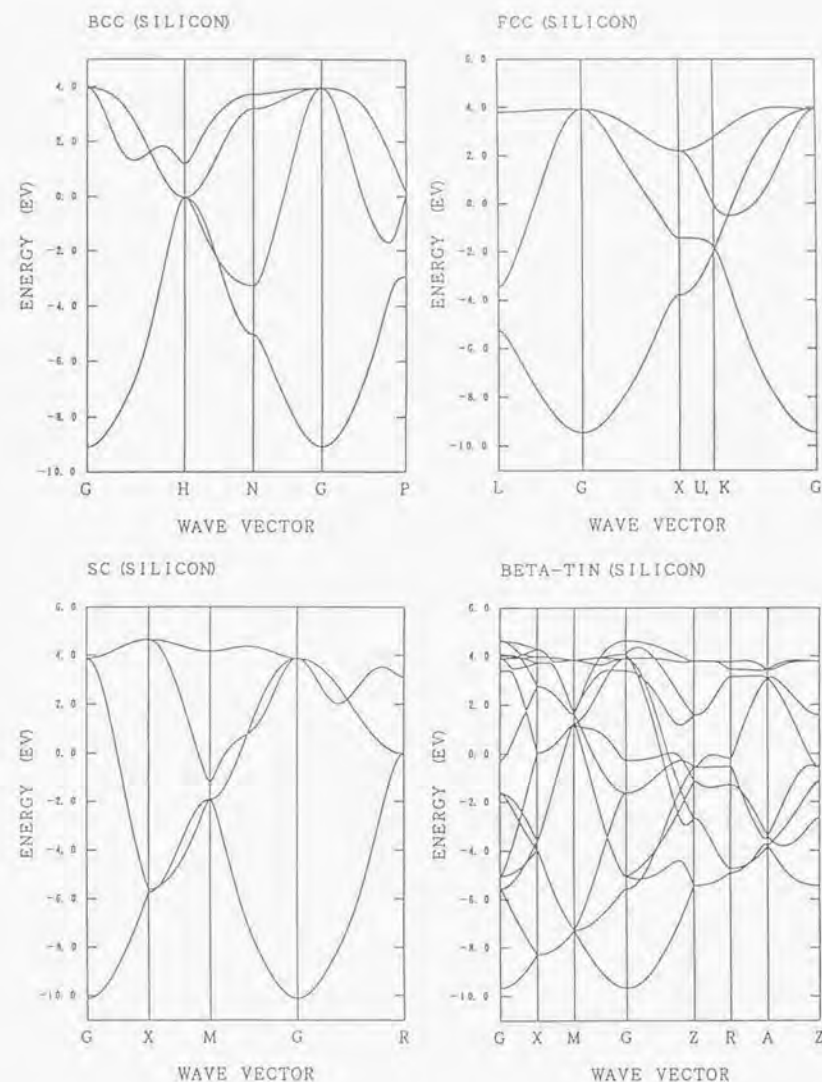 BCC (SILICON)
4. 0
2. 0
0. 0
-2. 0
-4. 0
-6. 0
-8. 0
-10. 0
ENERGY (EV)
G H N G P
WAVE VECTOR
FCC (SILICON)
6. 0
4. 0
2. 0
0. 0
-2. 0
-4. 0
-6. 0
-8. 0
-10. 0
ENERGY (EV)
L G X U, K G
WAVE VECTOR
SC (SILICON)
6. 0
4. 0
2. 0
0. 0
-2. 0
-4. 0
-6. 0
-8. 0
-10. 0
ENERGY (EV)
G X M G R
WAVE VECTOR
BETA-TIN (SILICON)
6. 0
4. 0
2. 0
0. 0
-2. 0
-4. 0
-6. 0
-8. 0
-10. 0
ENERGY (EV)
G X M G Z R A Z
WAVE VECTOR